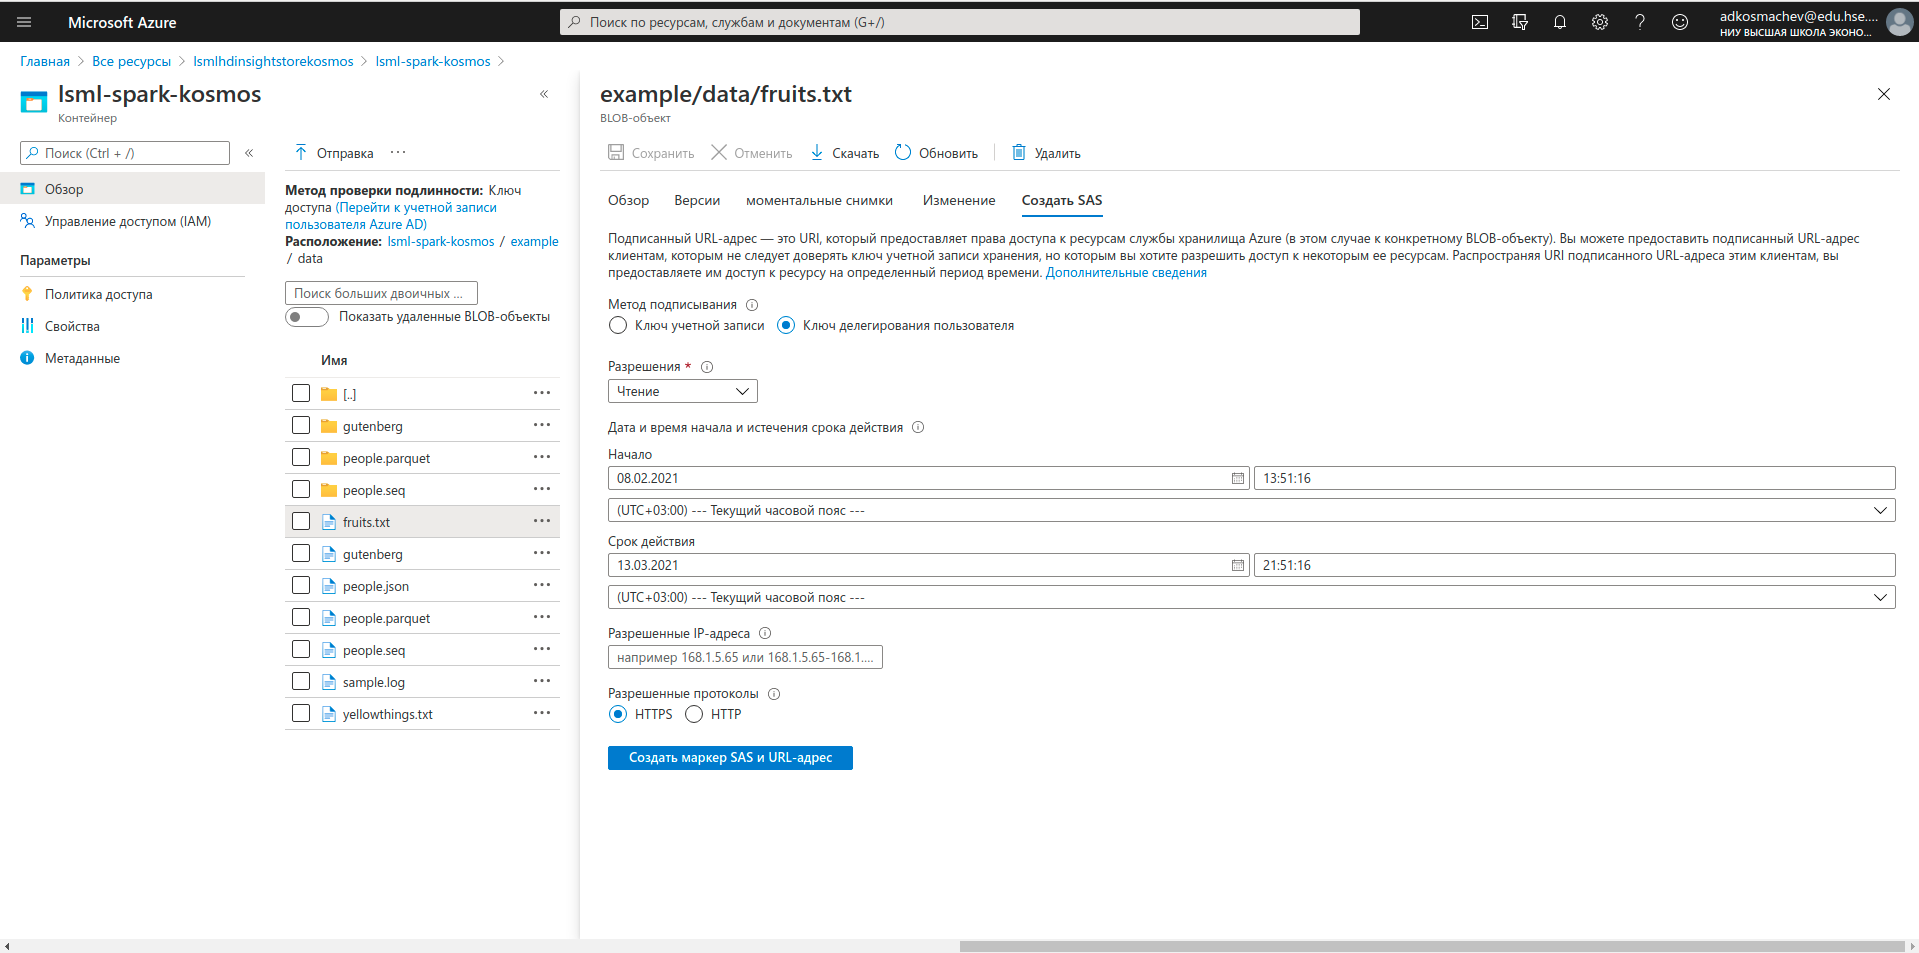 Microsoft Azure
Поиск по ресурсам, службам и документам (G+/)
adkosmachev@edu.hse....
НИУ ВЫСШАЯ ШКОЛА ЭКОНО...
Главная > Все ресурсы > lsmlhdinsightstorekosmos > lsml-spark-kosmos >
lsml-spark-kosmos
Контейнер
Поиск (Ctrl + /)
Обзор
Управление доступом (IAM)
Параметры
Политика доступа
Свойства
Метаданные
Отправка
Метод проверки подлинности: Ключ
доступа (Перейти к учетной записи
пользователя Azure AD)
Расположение: lsml-spark-kosmos / example
/ data
Поиск больших двоичных ...
Показать удаленные BLOB-объекты
Имя
[..]
gutenberg
people.parquet
people.seq
fruits.txt
gutenberg
people.json
people.parquet
people.seq
sample.log
yellowthings.txt
example/data/fruits.txt
BLOB-объект
Сохранить Отменить Скачать Обновить Удалить
Обзор Версии моментальные снимки Изменение Создать SAS
Подписанный URL-адрес — это URI, который предоставляет права доступа к ресурсам службы хранилища Azure (в этом случае к конкретному BLOB-объекту). Вы можете предоставить подписанный URL-адрес
клиентам, которым не следует доверять ключ учетной записи хранения, но которым вы хотите разрешить доступ к некоторым ее ресурсам. Распространяя URI подписанного URL-адреса этим клиентам, вы
предоставляете им доступ к ресурсу на определенный период времени. Дополнительные сведения
Метод подписывания
Ключ учетной записи Ключ делегирования пользователя
Разрешения *
Чтение
Дата и время начала и истечения срока действия
Начало
08.02.2021 13:51:16
(UTC+03:00) --- Текущий часовой пояс ---
Срок действия
13.03.2021 21:51:16
(UTC+03:00) --- Текущий часовой пояс ---
Разрешенные IP-адреса
например 168.1.5.65 или 168.1.5.65-168.1....
Разрешенные протоколы
HTTPS HTTP
Создать маркер SAS и URL-адрес